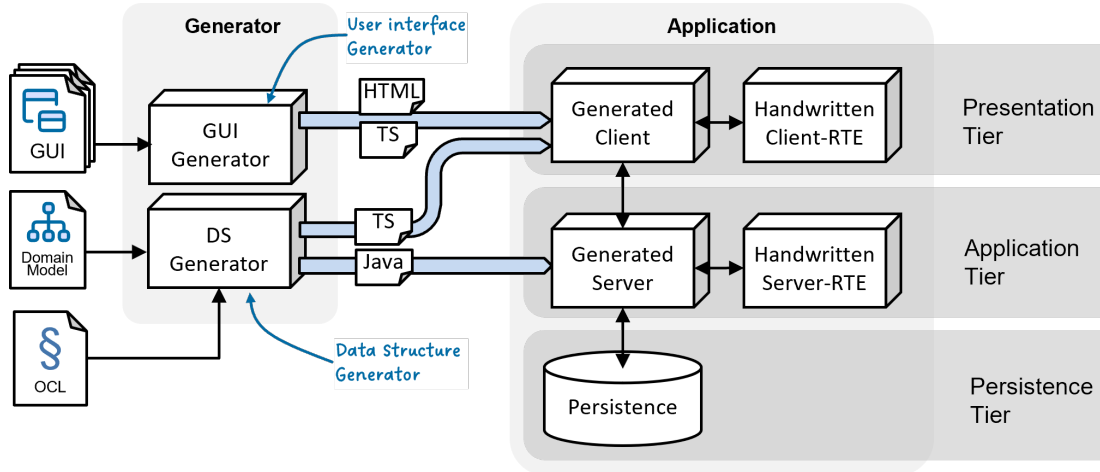 Generator
Application
User interface
Generator
HTML
TS
GUI
GUI
Generator
Generated
Client
Handwritten
Client-RTE
Presentation
Tier
Domain
Model
DS
Generator
TS
Java
Generated
Server
Handwritten
Server-RTE
Application
Tier
§
OCL
Data Structure
Generator
Persistence
Persistence
Tier